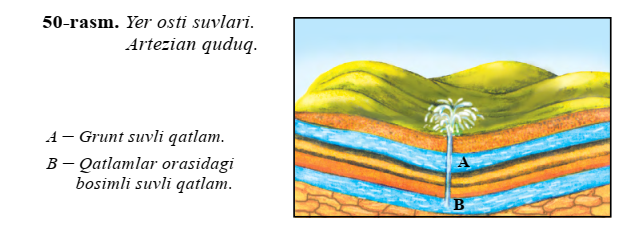 50-rasm. Yer osti suvlari.
Artezian quduq.
A – Grunt suvli qatlam.
B – Qatlamlar orasidagi
bosimli suvli qatlam.
A
B